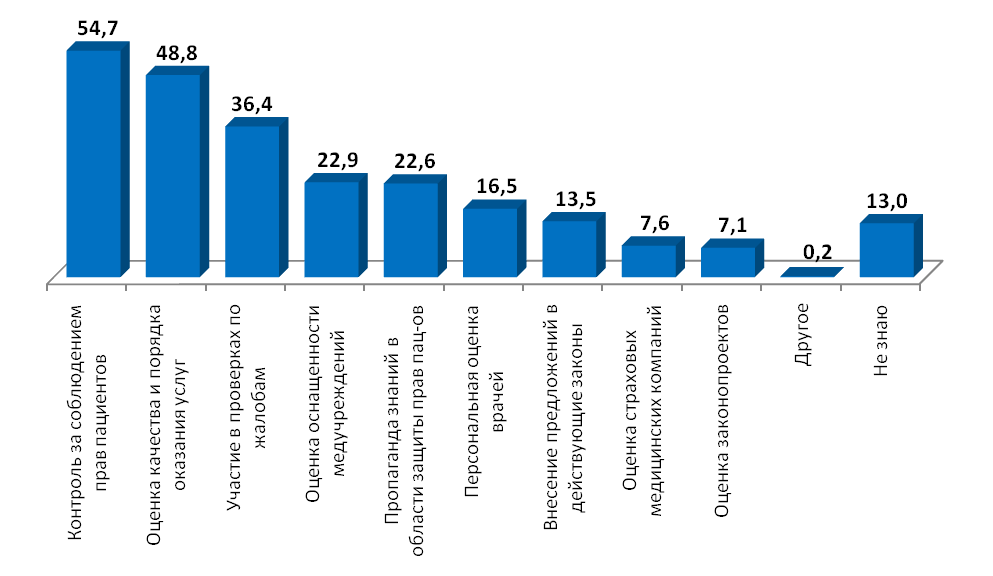 54,7
48,8
36,4
22,9
22,6
16,5
13,5
7,6
7,1
0,2
13,0
Контроль за соблюдением
прав пациентов
Оценка качества и порядка
оказания услуг
Участие в проверках по
жалобам
Оценка оснащенности
медучреждений
Пропаганда знаний в
области защиты прав пац-ов
Персональная оценка
врачей
Внесение предложений в
действующие законы
Оценка страховых
медицинских компаний
Оценка законопроектов
Другое
Не знаю